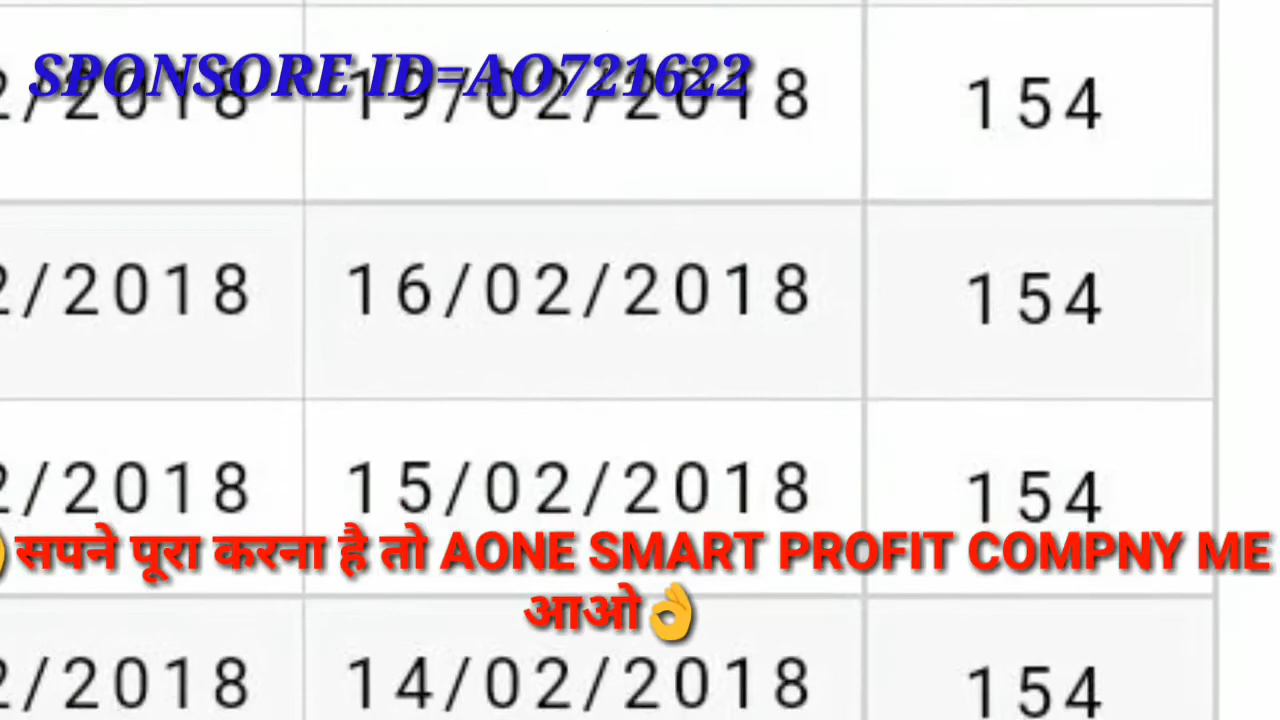 SPONSORE ID=AO721622
2/2018 19/02/2018 154
2/2018 16/02/2018 154
2/2018 15/02/2018 154
👌सपने पूरा करना है तो AONE SMART PROFIT COMPNY ME
आओ👌
2/2018 14/02/2018 154